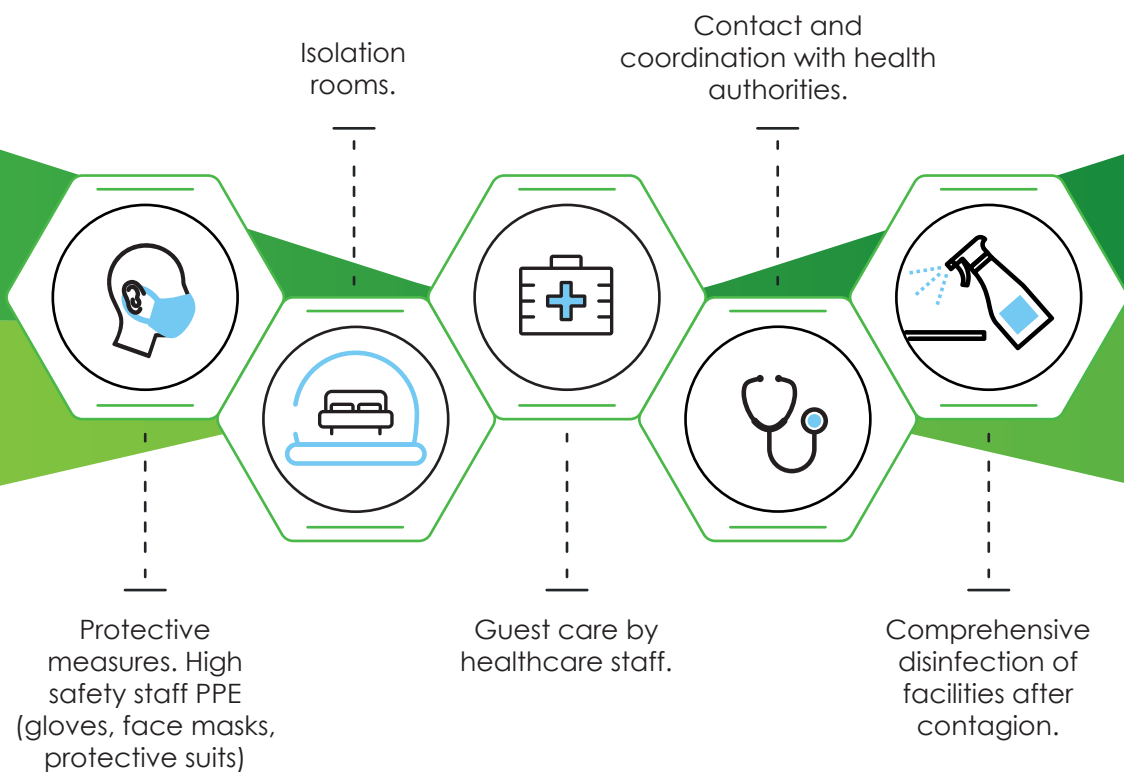 Isolation
rooms.
Contact and
coordination with health
authorities.
Protective
measures. High
safety staff PPE
(gloves, face masks,
protective suits)
Guest care by
healthcare staff.
Comprehensive
disinfection of
facilities after
contagion.